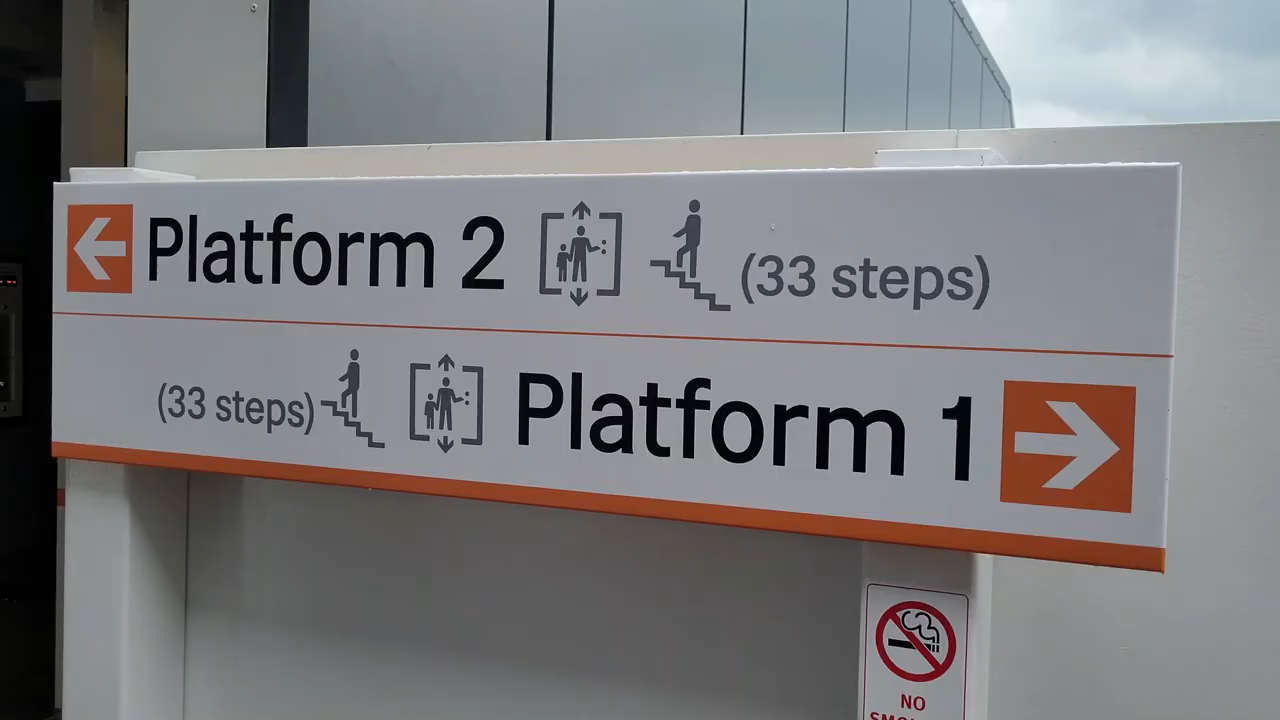 Platform 2 (33 steps)
(33 steps) Platform 1
NO